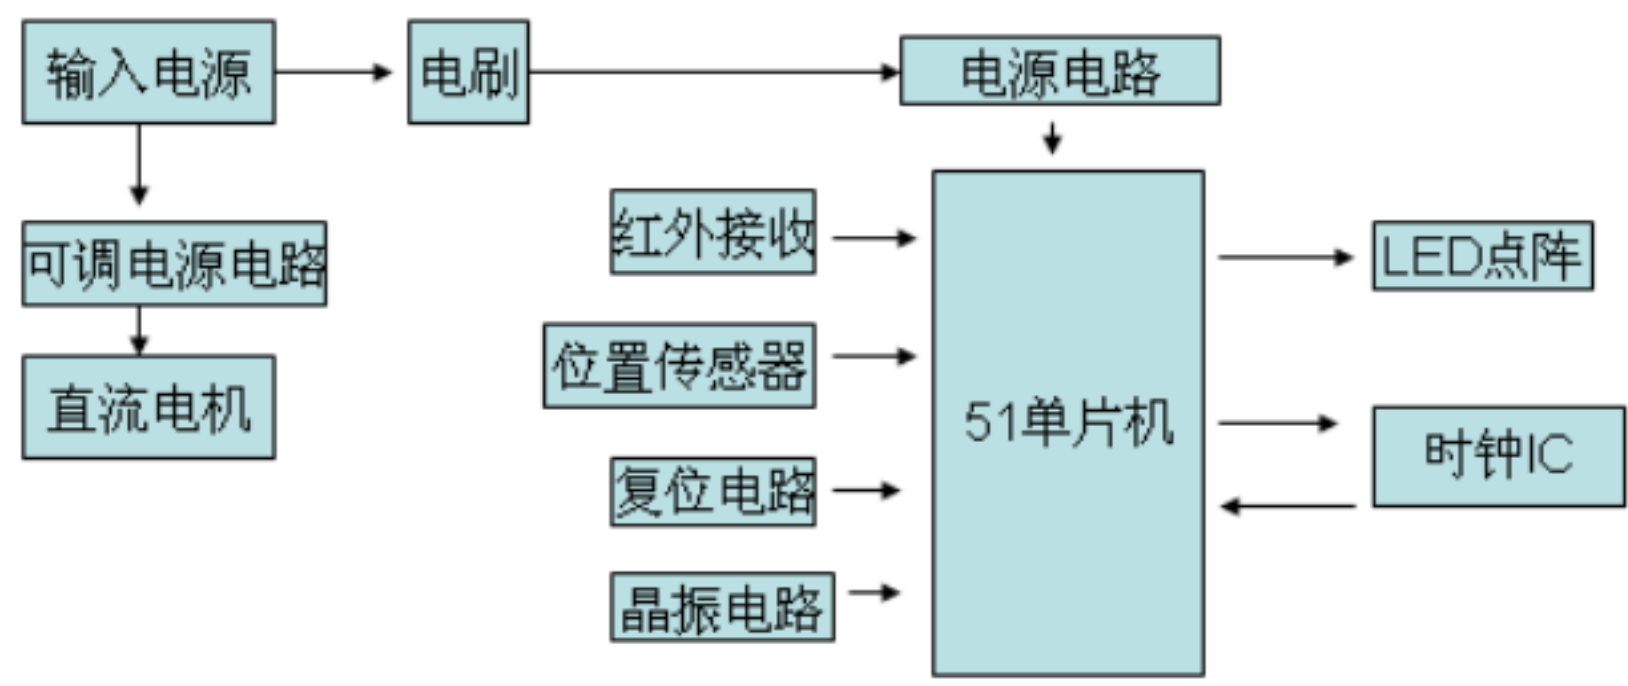 输入电源
电刷
电源电路
可调电源电路
直流电机
红外接收
位置传感器
复位电路
晶振电路
51单片机
LED点阵
时钟IC